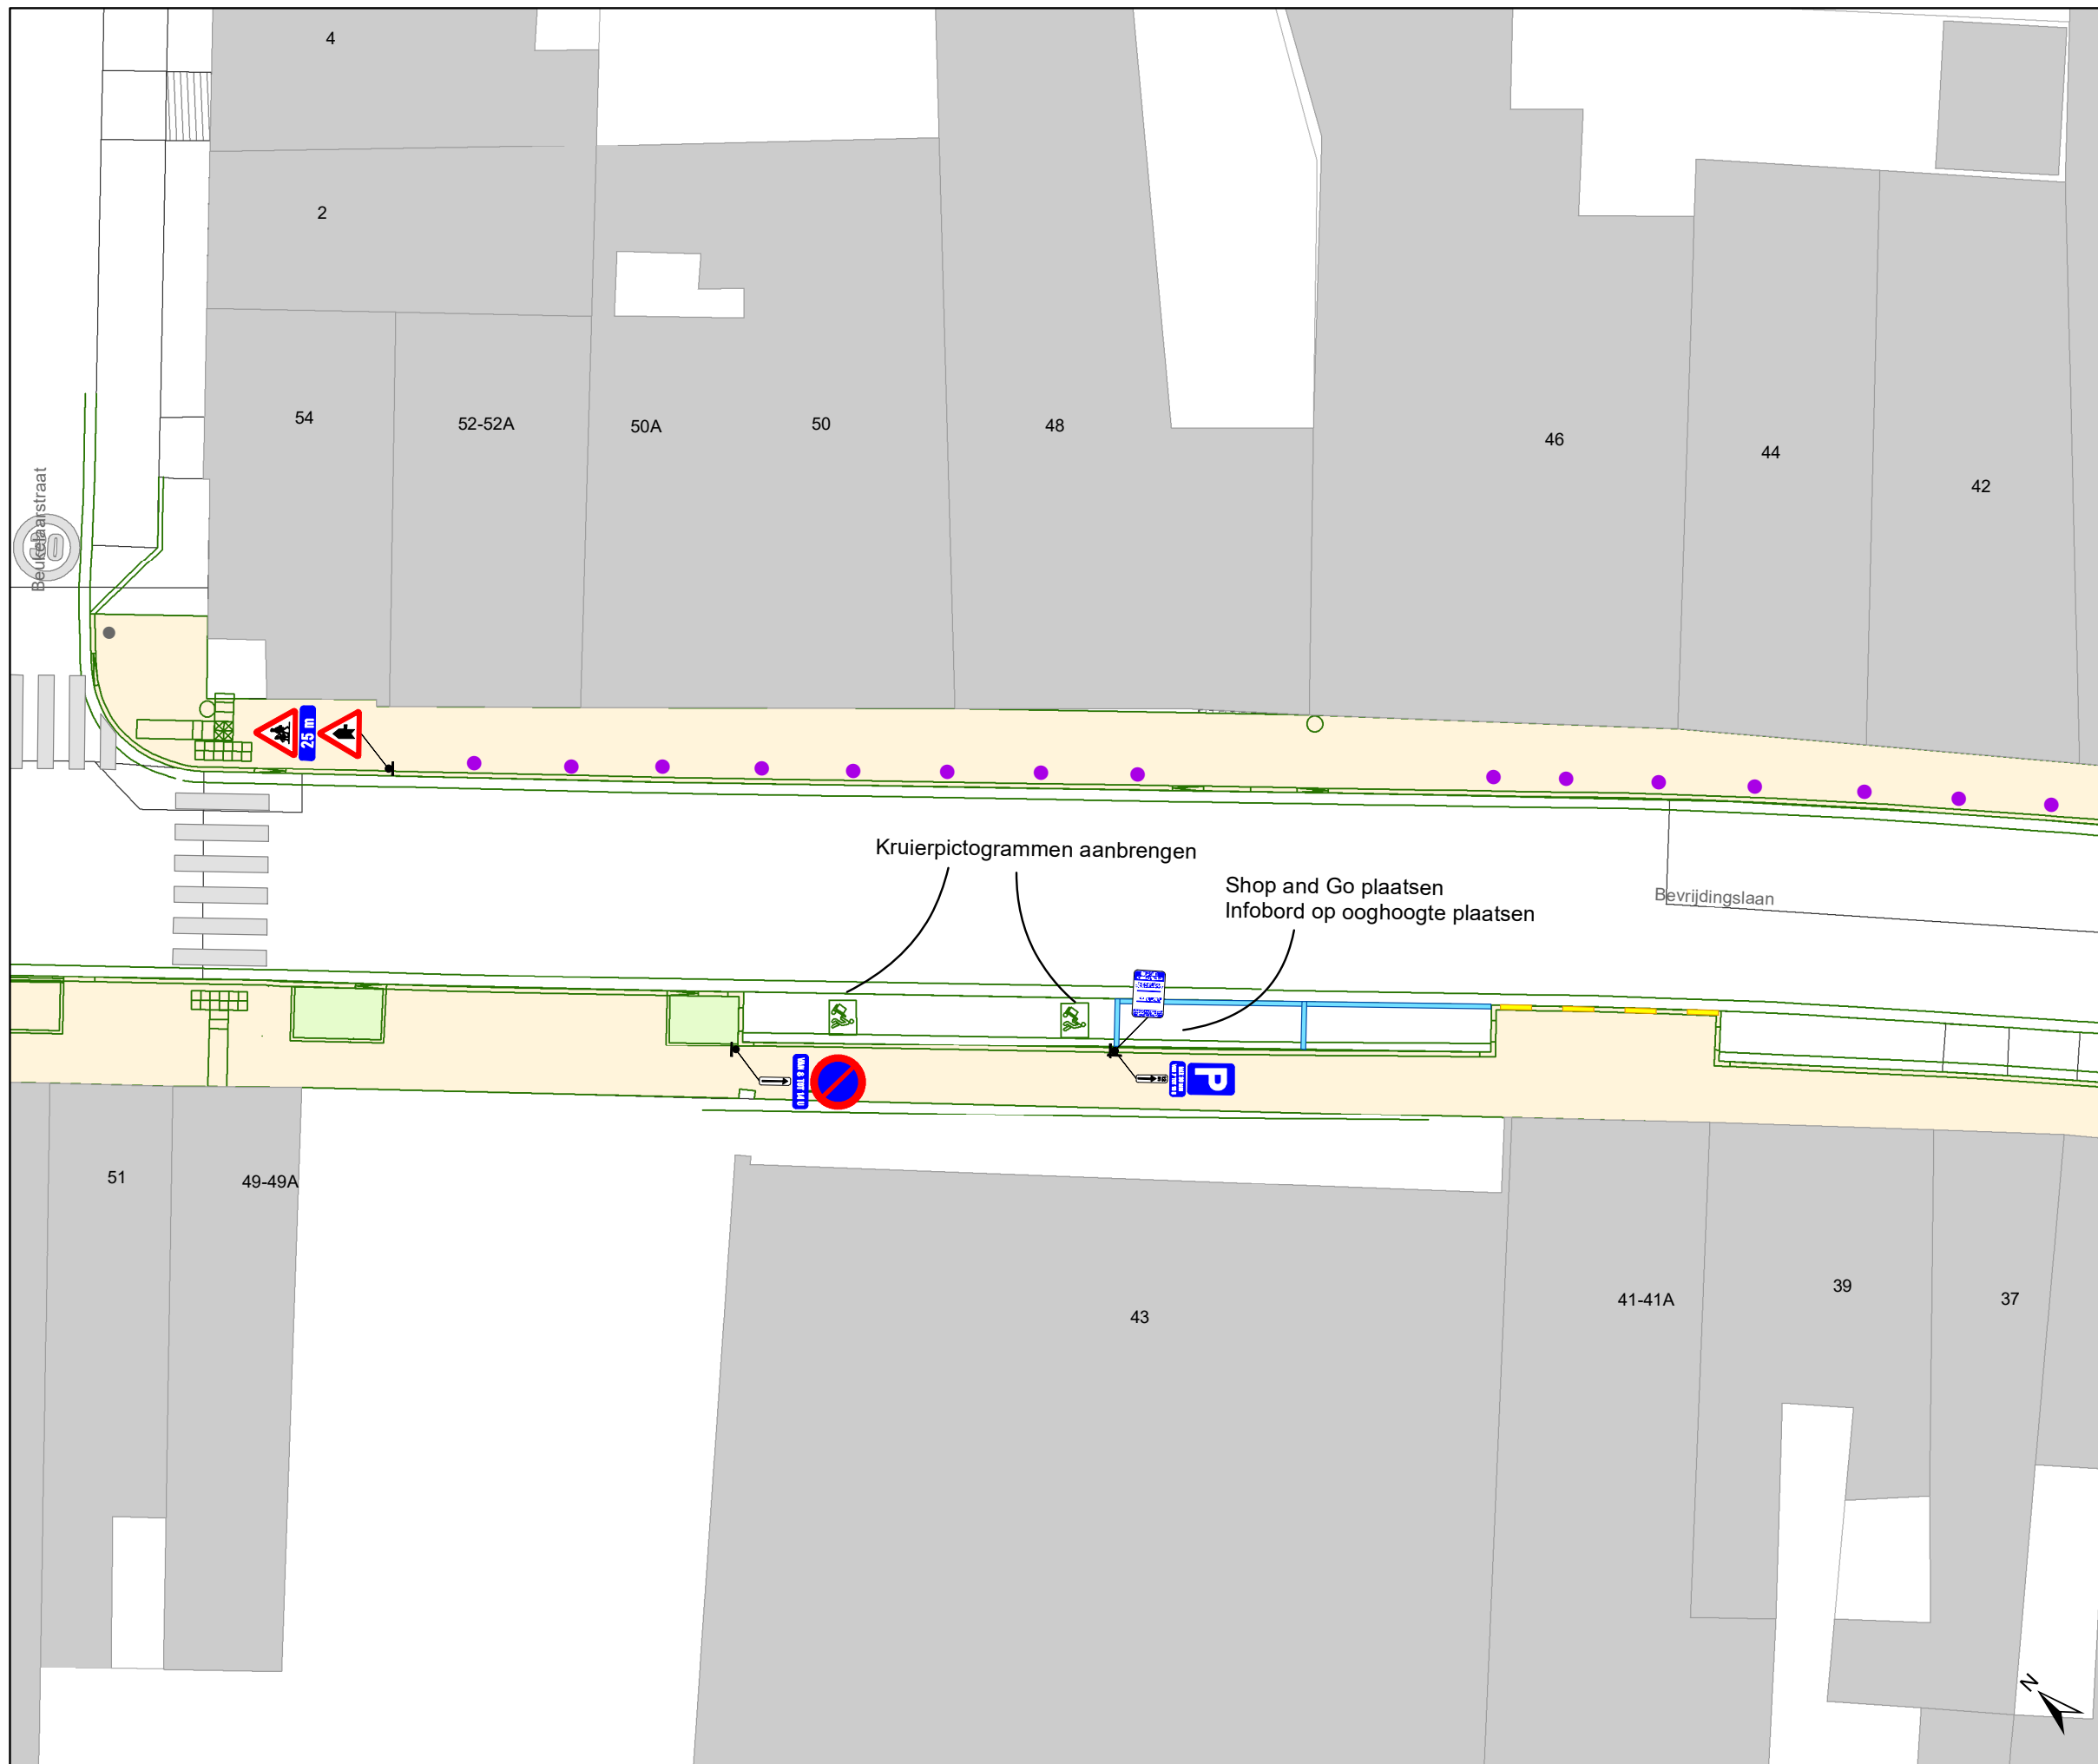 4
2
54
52-52A
50A
50
48
46
44
42
Beukelaarstraat
30
25 m
Kruierpictogrammen aanbrengen
Shop and Go plaatsen
Infobord op ooghoogte plaatsen
Bevrijdingslaan
P
51
49-49A
43
41-41A
39
37
N